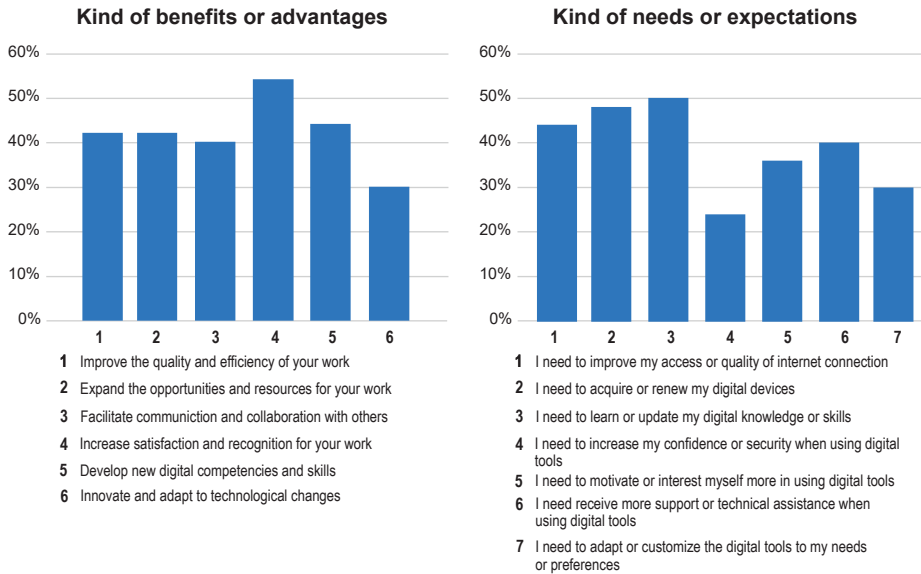 Kind of benefits or advantages
60%
50%
40%
30%
20%
10%
0%
1 2 3 4 5 6
1 Improve the quality and efficiency of your work
2 Expand the opportunities and resources for your work
3 Facilitate communiction and collaboration with others
4 Increase satisfaction and recognition for your work
5 Develop new digital competencies and skills
6 Innovate and adapt to technological changes
Kind of needs or expectations
60%
50%
40%
30%
20%
10%
0%
1 2 3 4 5 6 7
1 I need to improve my access or quality of internet connection
2 I need to acquire or renew my digital devices
3 I need to learn or update my digital knowledge or skills
4 I need to increase my confidence or security when using digital
tools
5 I need to motivate or interest myself more in using digital tools
6 I need receive more support or technical assistance when
using digital tools
7 I need to adapt or customize the digital tools to my needs
or preferences